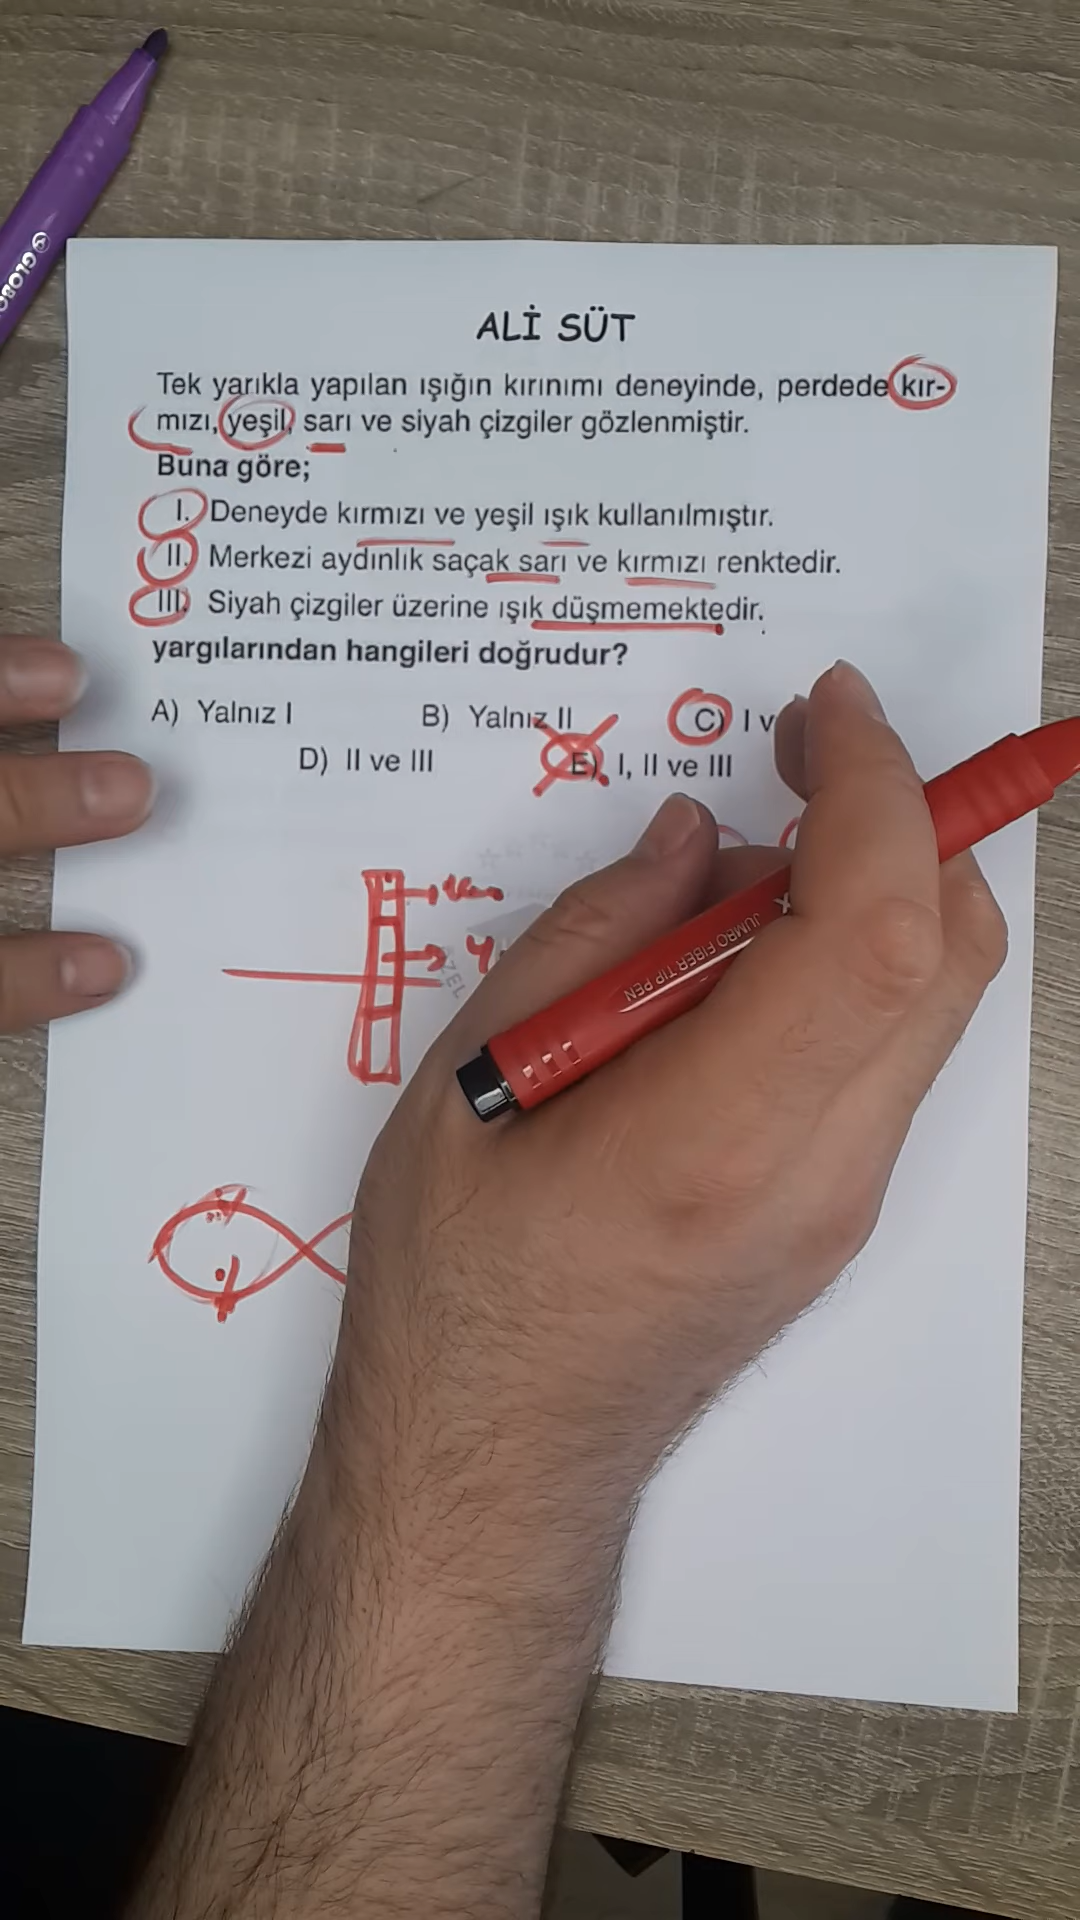 GLOBO
ALİ SÜT
Tek yarıkla yapılan ışığın kırınımı deneyinde, perdede kır-
mızı, yeşil, sarı ve siyah çizgiler gözlenmiştir.
Buna göre;
I. Deneyde kırmızı ve yeşil ışık kullanılmıştır.
II. Merkezi aydınlık saçak sarı ve kırmızı renktedir.
III. Siyah çizgiler üzerine ışık düşmemektedir.
yargılarından hangileri doğrudur?
A) Yalnız I B) Yalnız II C) I v
D) II ve III E) I, II ve III
JUMBO FIBER TIP PEN